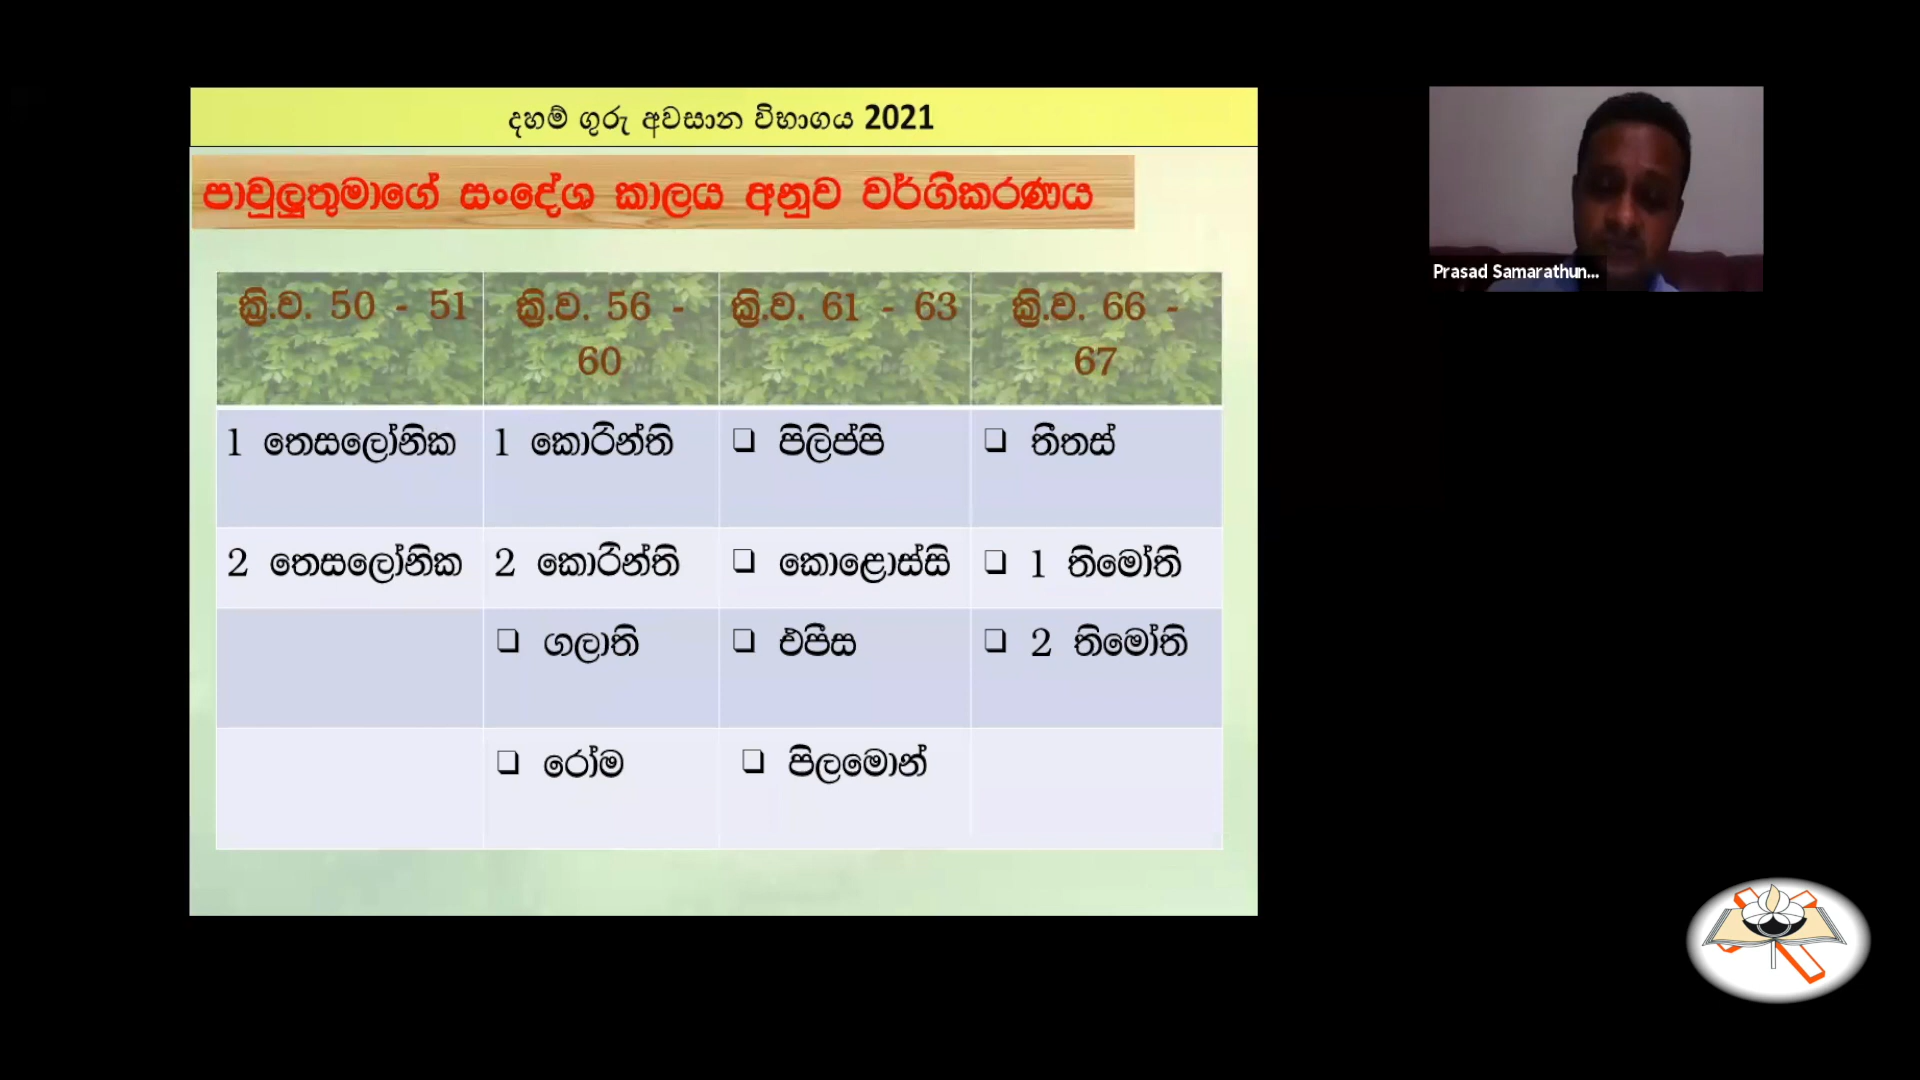 දහම් ගුරු අවසාන විභාගය 2021
පාවුලුතුමාගේ සංදේශ කාලය අනුව වර්ගීකරණය
ක්‍රි.ව. 50 - 51
ක්‍රි.ව. 56 -
60
ක්‍රි.ව. 61 - 63
ක්‍රි.ව. 66 -
67
1 තෙසලෝනික
1 කොරින්ති
❑ පිලිප්පි
❑ තීතස්
2 තෙසලෝනික
2 කොරින්ති
❑ කොළොස්සි
❑ 1 තිමෝති
❑ ගලාති
❑ එපීස
❑ 2 තිමෝති
❑ රෝම
❑ පිලමොන්
Prasad Samarathun...